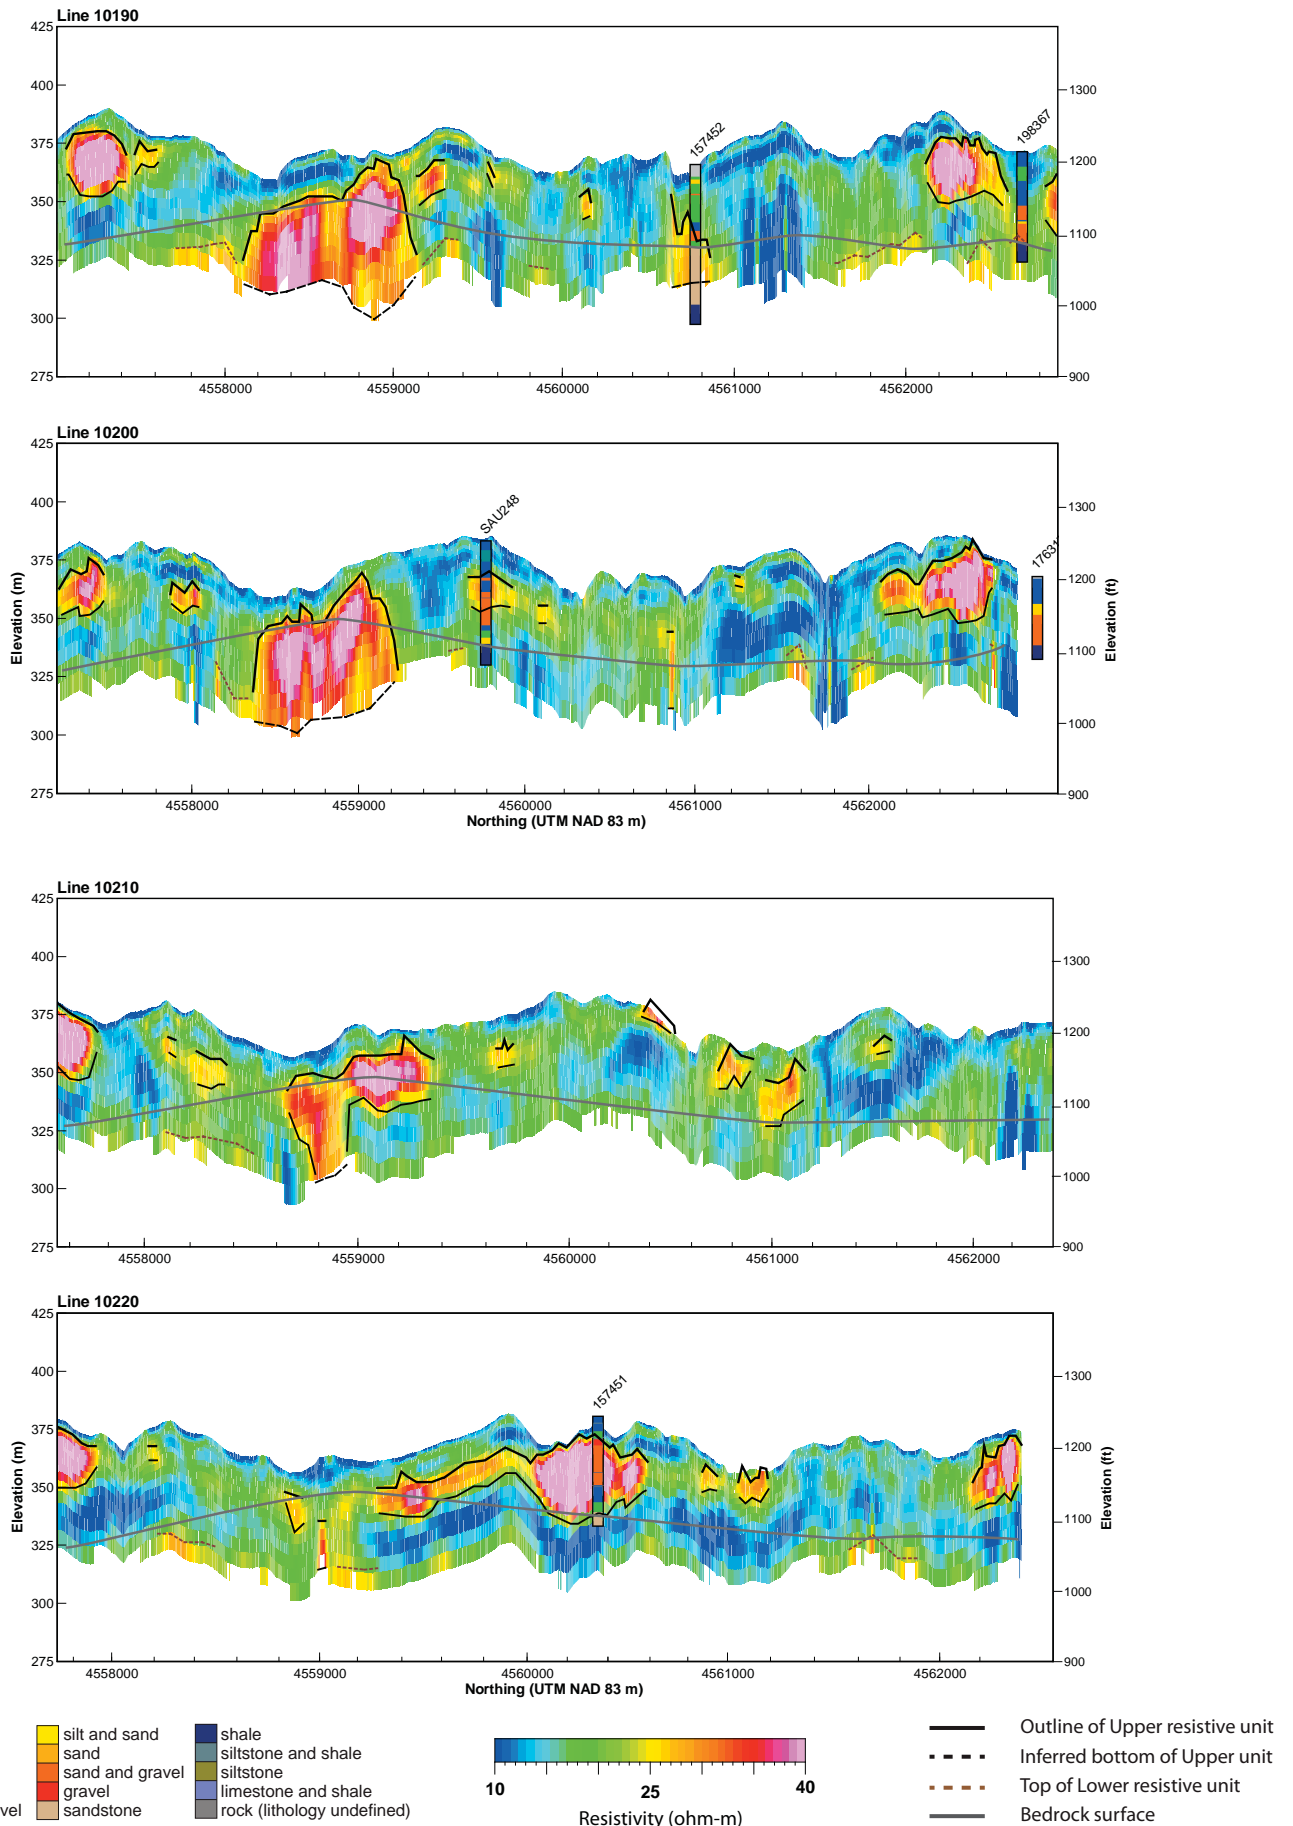 Line 10190
425
400
375
350
325
300
275
1300
1200
1100
1000
900
157452
198367
4558000 4559000 4560000 4561000 4562000
Line 10200
425
400
375
350
325
300
275
Elevation (m)
1300
1200
1100
1000
900
Elevation (ft)
SAU248
17631
4558000 4559000 4560000 4561000 4562000
Northing (UTM NAD 83 m)
Line 10210
425
400
375
350
325
300
275
1300
1200
1100
1000
900
4558000 4559000 4560000 4561000 4562000
Line 10220
425
400
375
350
325
300
275
Elevation (m)
1300
1200
1100
1000
900
Elevation (ft)
157451
4558000 4559000 4560000 4561000 4562000
Northing (UTM NAD 83 m)
silt and sand
sand
sand and gravel
gravel
sandstone
vel
shale
siltstone and shale
siltstone
limestone and shale
rock (lithology undefined)
10 25 40
Resistivity (ohm-m)
Outline of Upper resistive unit
Inferred bottom of Upper unit
Top of Lower resistive unit
Bedrock surface